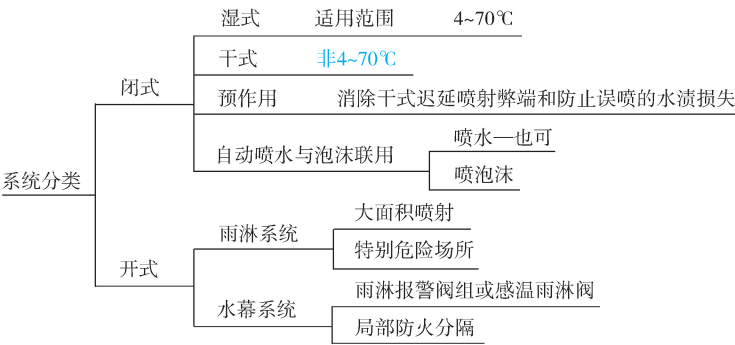 系统分类
闭式
湿式 适用范围 4~70℃
干式 非4~70℃
预作用 消除干式迟延喷射弊端和防止误喷的水渍损失
自动喷水与泡沫联用
喷水—也可
喷泡沫
开式
雨淋系统
大面积喷射
特别危险场所
水幕系统
雨淋报警阀组或感温雨淋阀
局部防火分隔